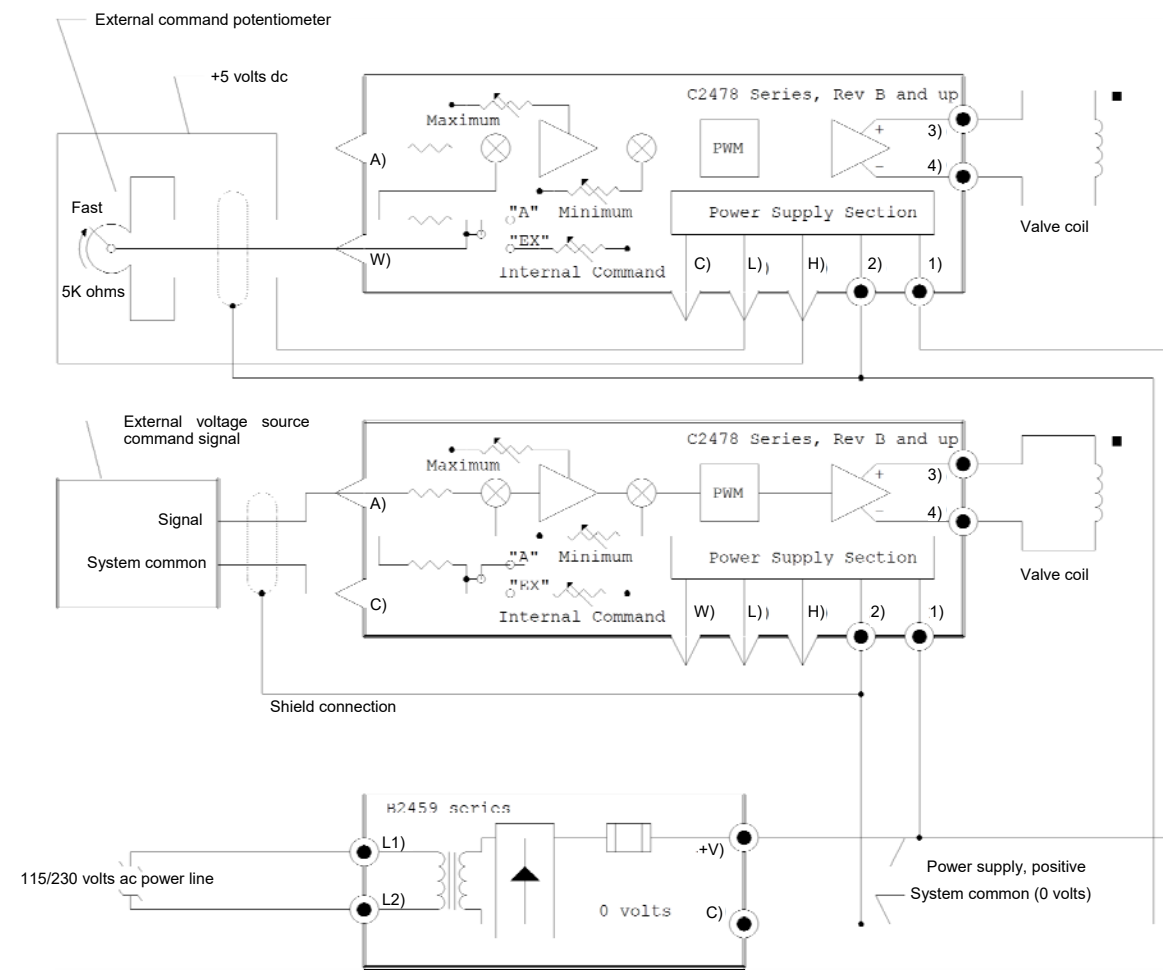 External command potentiometer
+5 volts dc
C2478 Series, Rev B and up
Maximum
A)
PWM
+
3)
−
4)
Fast
"A" Minimum
Power Supply Section
Valve coil
"EX"
W)
C) L)) H) 2) 1)
Internal Command
5K ohms
External voltage source
command signal
C2478 Series, Rev B and up
Maximum
+
3)
A)
PWM
Signal
−
4)
System common
"A" Minimum
Power Supply Section
Valve coil
"EX"
C)
W) L)) H) 2) 1)
Internal Command
Shield connection
B2459 series
L1)
+V)
Power supply, positive
115/230 volts ac power line
System common (0 volts)
L2)
0 volts
C)